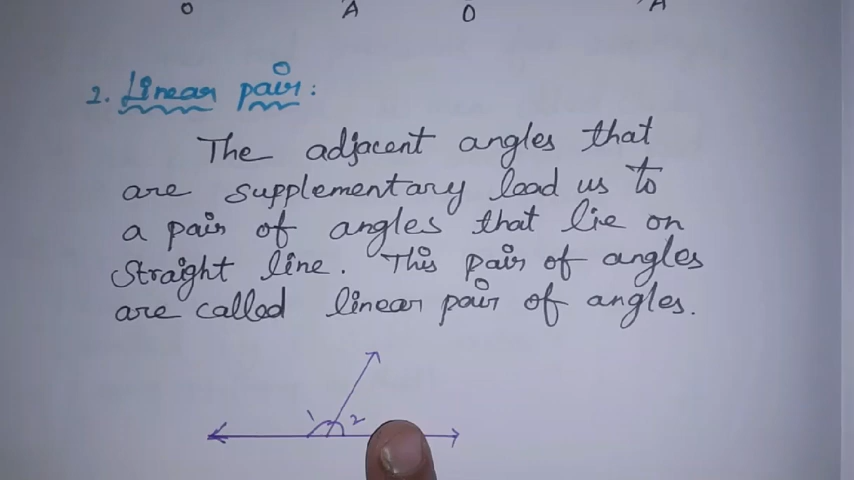 O A O A
2. Linear pair:
The adjacent angles that
are supplementary lead us to
a pair of angles that lie on
straight line. This pair of angles
are called linear pair of angles.
1 2